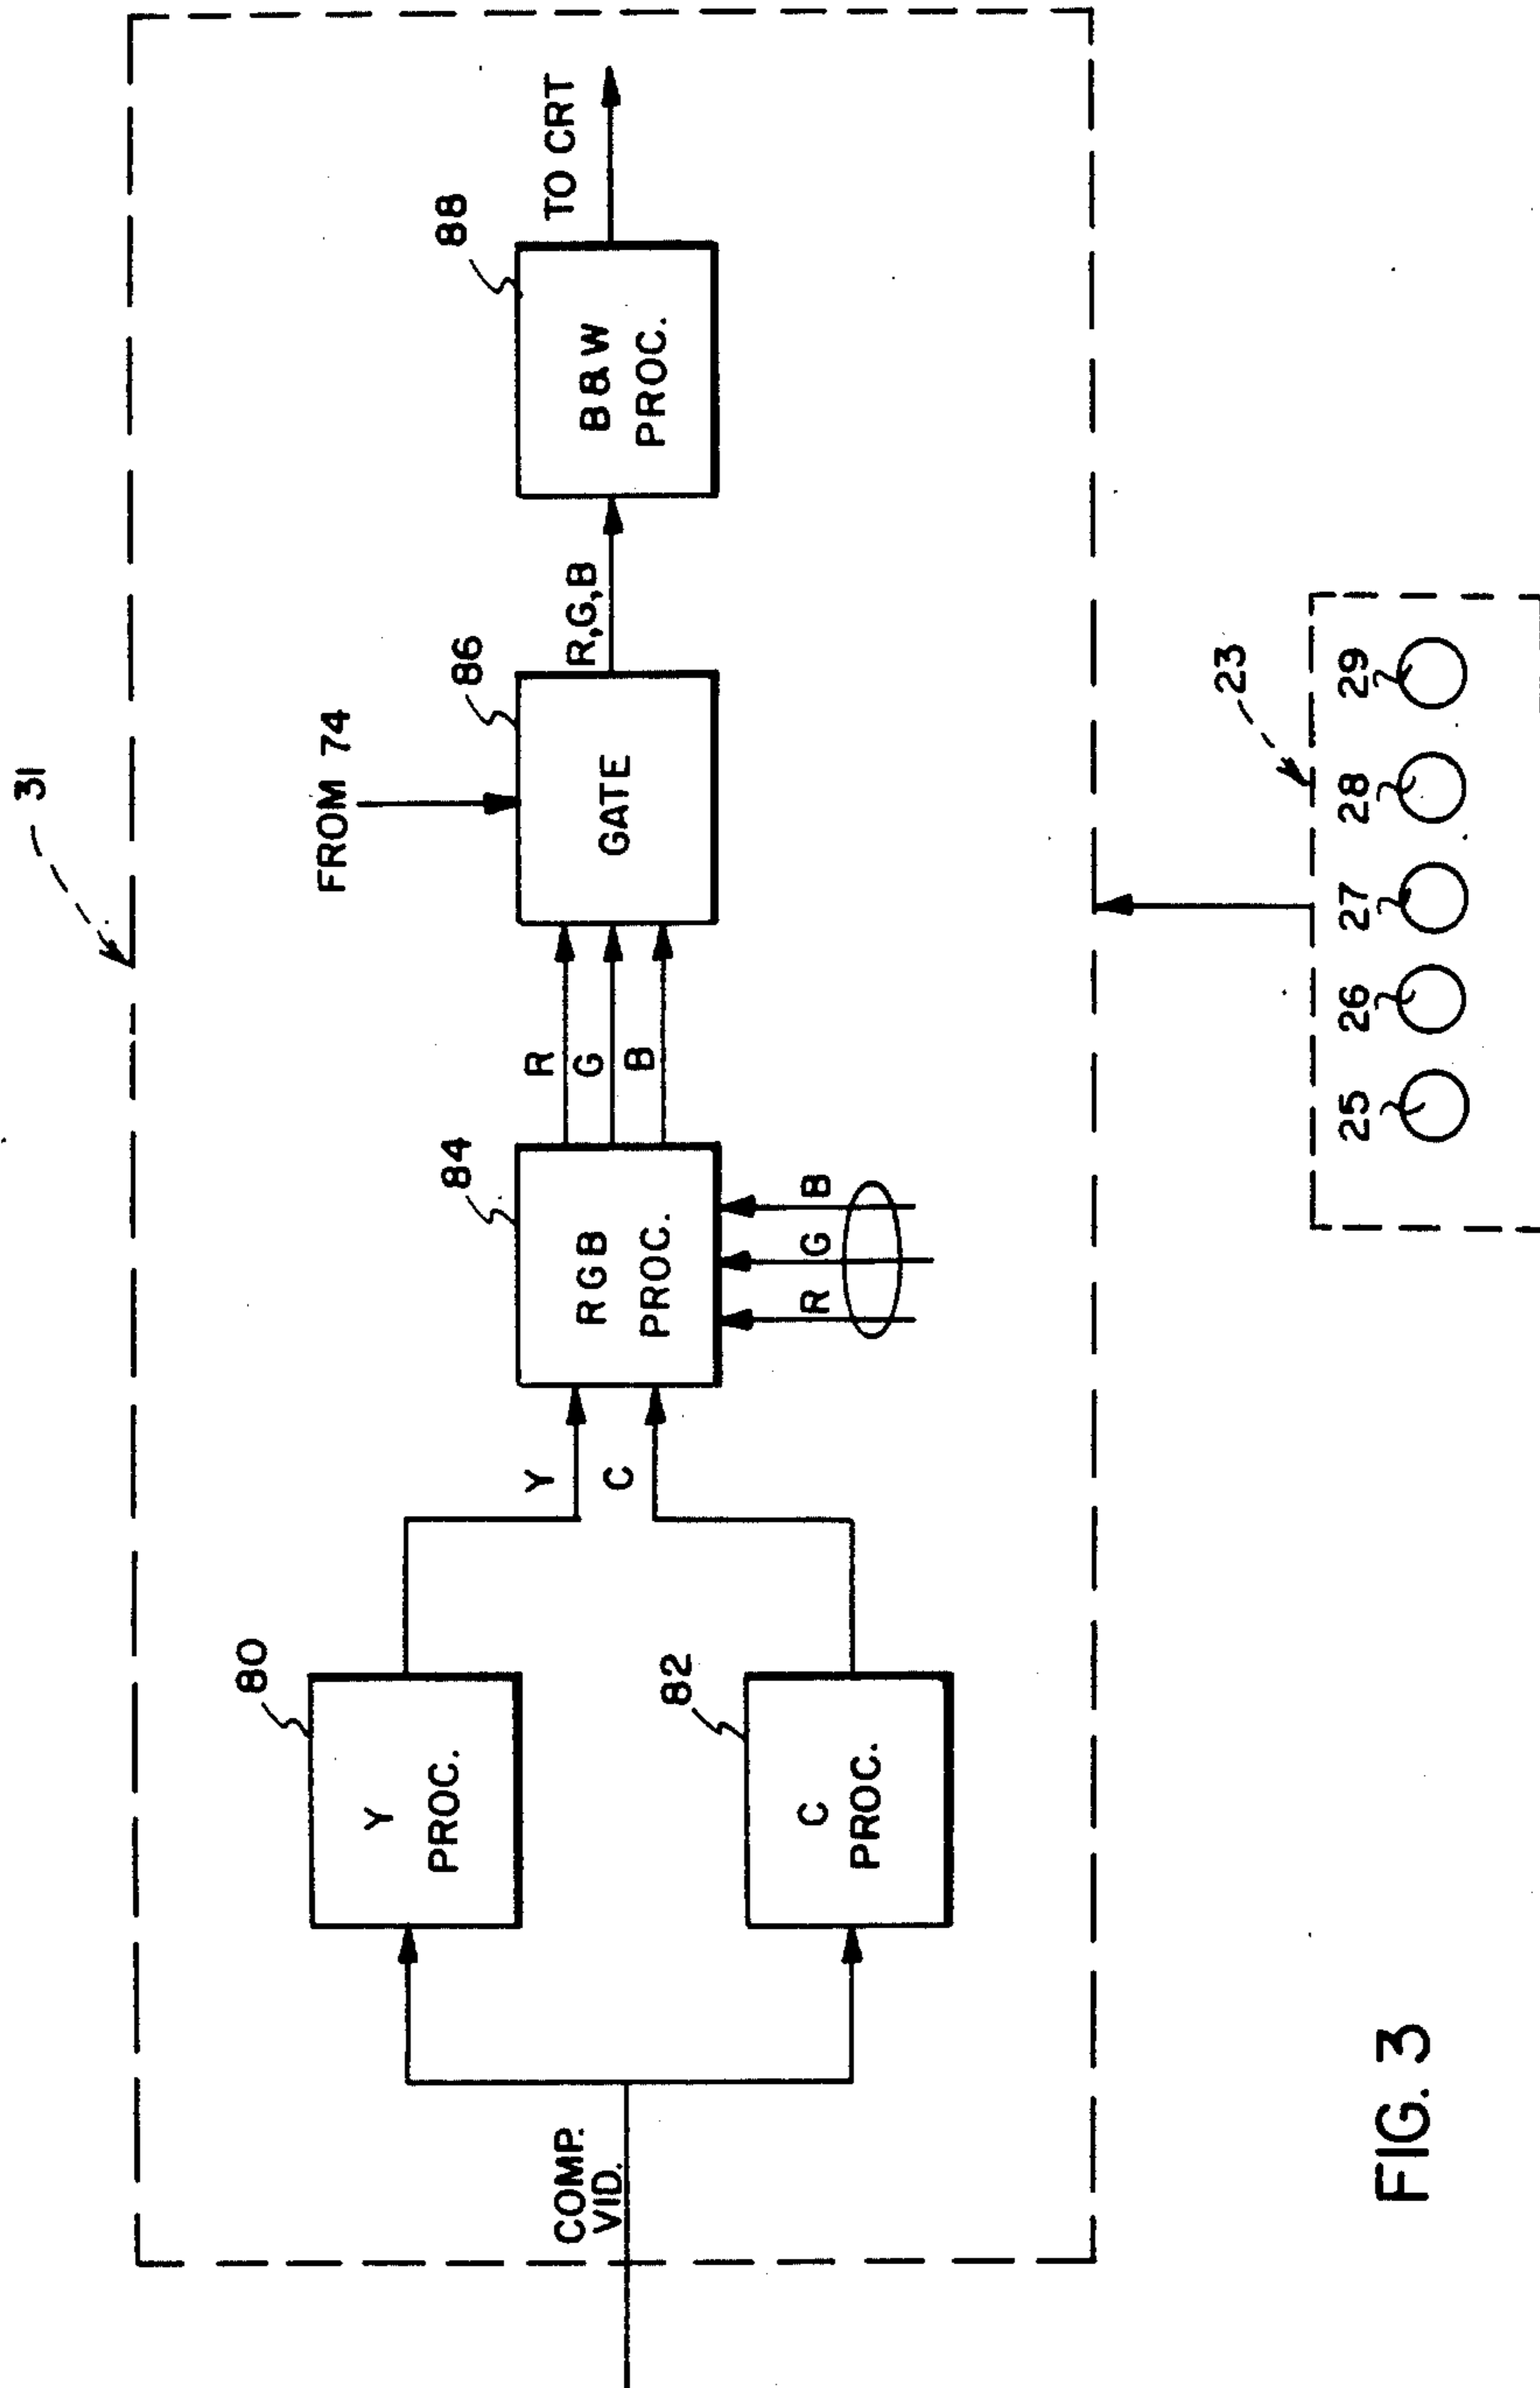 31
COMP.
VID.
80
Y
PROC.
82
C
PROC.
Y
C
84
R G B
PROC.
R G B
R
G
B
FROM 74
86
GATE
R,G,B
88
B & W
PROC.
TO CRT
23
25 26 27 28 29
FIG. 3